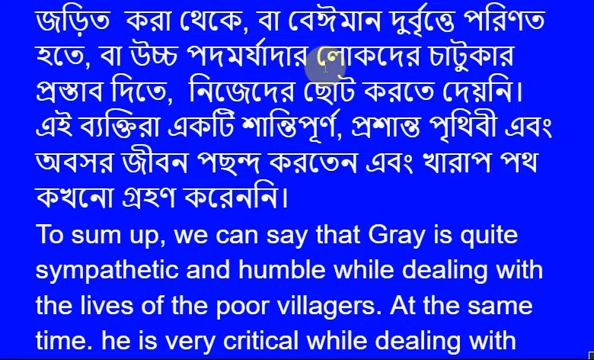 জড়িত করা থেকে, বা বেঈমান দুর্বৃত্তে পরিণত
হতে, বা উচ্চ পদমর্যাদার লোকদের চাটুকার
প্রস্তাব দিতে, নিজেদের ছোট করতে দেয়নি।
এই ব্যক্তিরা একটি শান্তিপূর্ণ, প্রশান্ত পৃথিবী এবং
অবসর জীবন পছন্দ করতেন এবং খারাপ পথ
কখনো গ্রহণ করেননি।
To sum up, we can say that Gray is quite
sympathetic and humble while dealing with
the lives of the poor villagers. At the same
time. he is very critical while dealing with